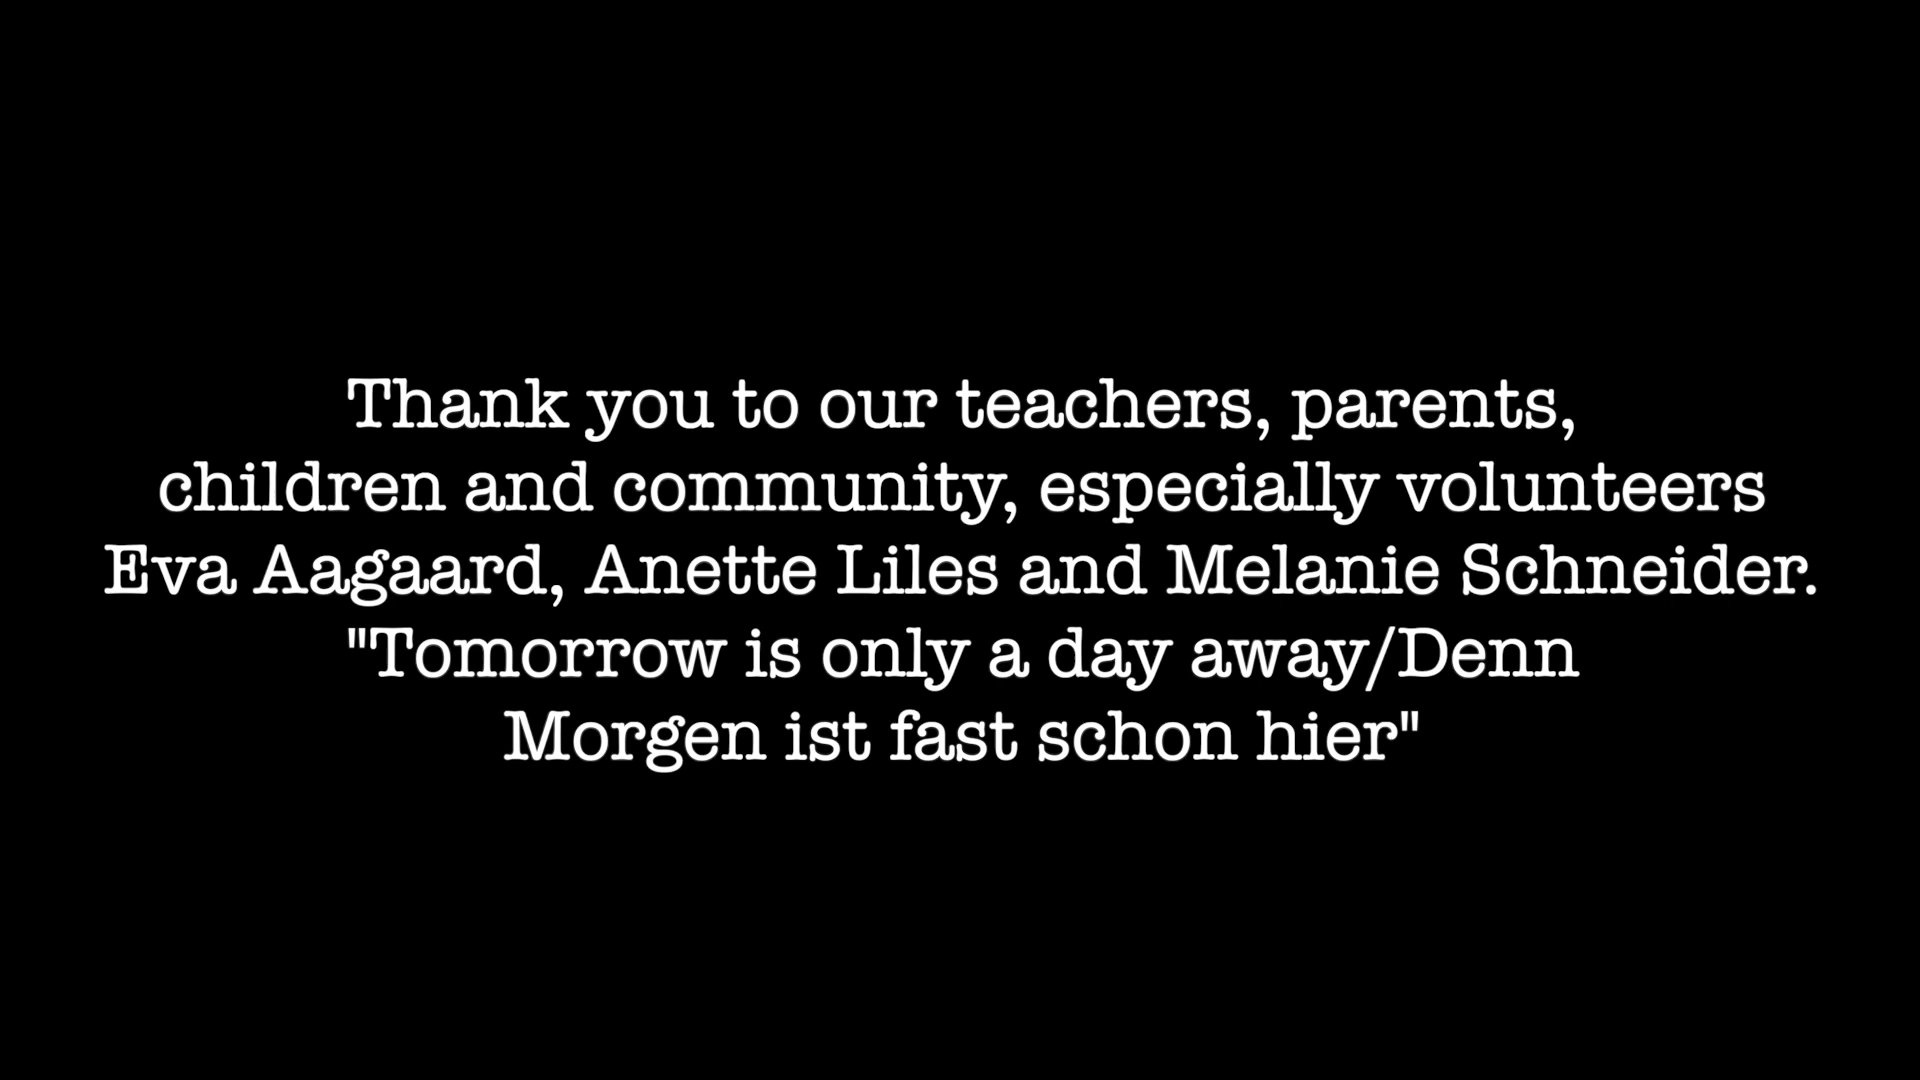 Thank you to our teachers, parents,
children and community, especially volunteers
Eva Aagaard, Anette Liles and Melanie Schneider.
"Tomorrow is only a day away/Denn
Morgen ist fast schon hier"